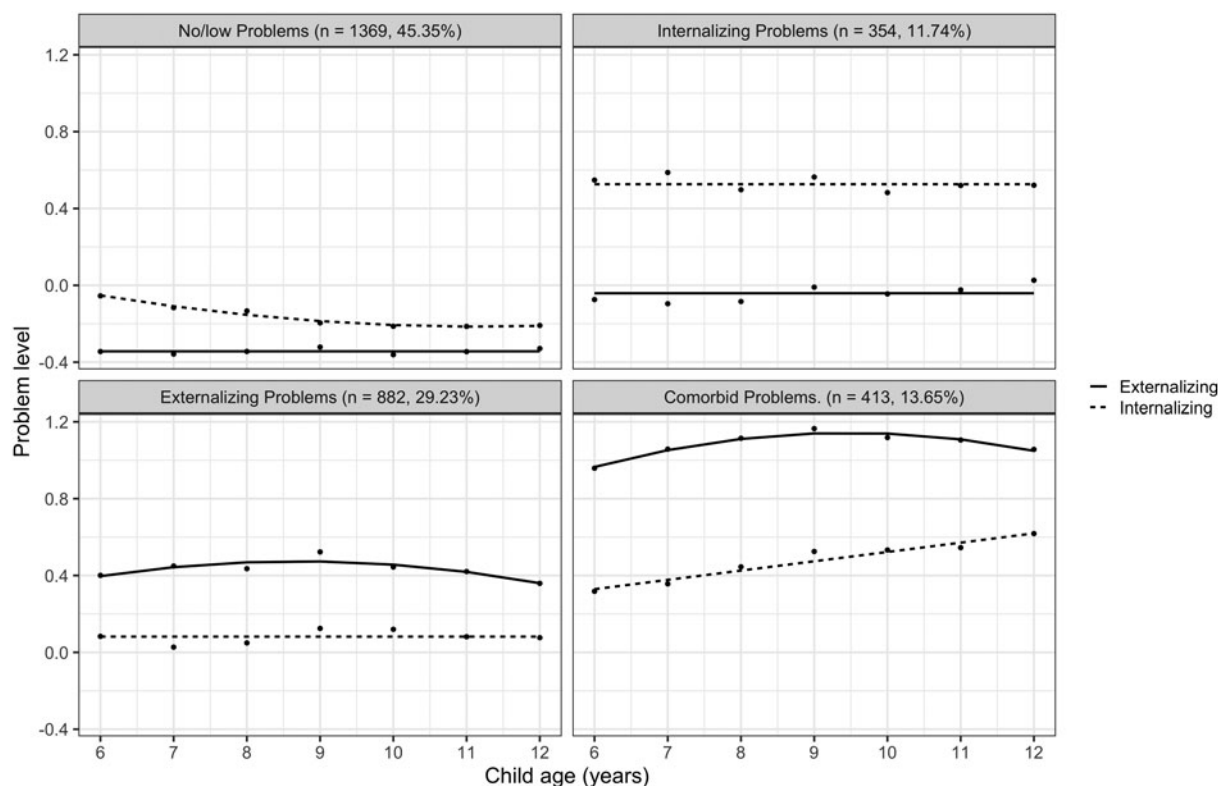 No/low Problems (n = 1369, 45.35%)
Internalizing Problems (n = 354, 11.74%)
1.2
0.8
0.4
0.0
-0.4
Externalizing Problems (n = 882, 29.23%)
Comorbid Problems. (n = 413, 13.65%)
1.2
0.8
0.4
0.0
-0.4
Problem level
6 7 8 9 10 11 12
6 7 8 9 10 11 12
Child age (years)
Externalizing
Internalizing